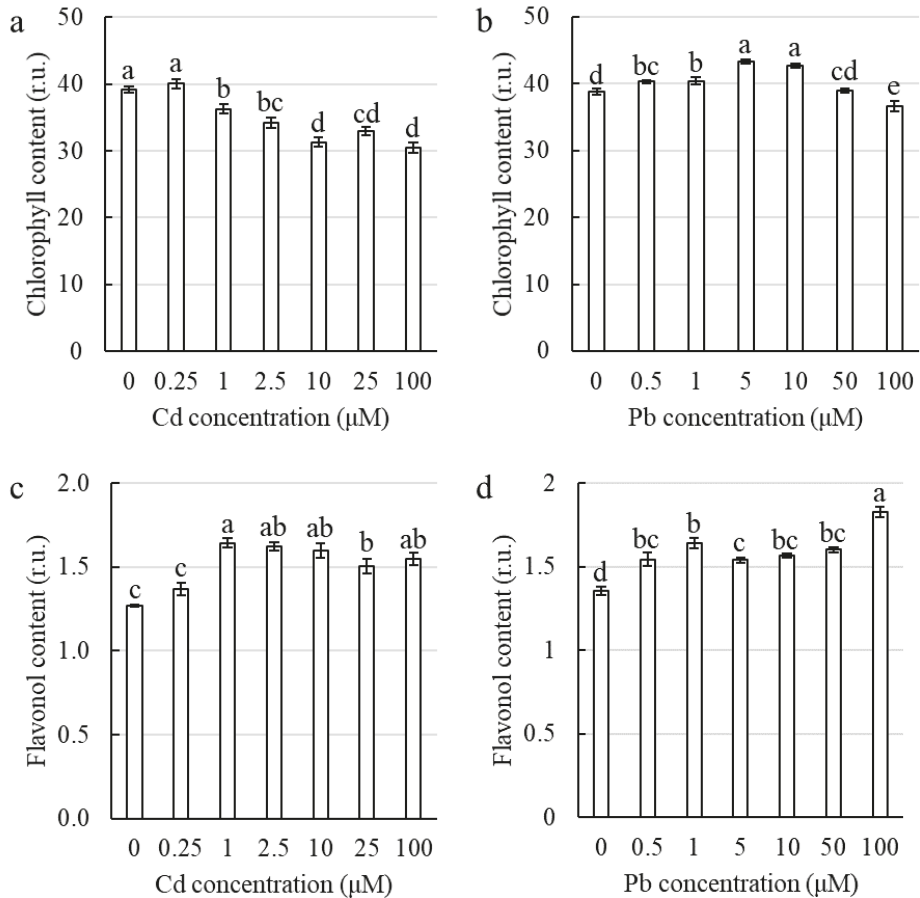 a
Chlorophyll content (r.u.)
50
40
30
20
10
0
a a b bc d cd d
0 0.25 1 2.5 10 25 100
Cd concentration (μM)
b
Chlorophyll content (r.u.)
50
40
30
20
10
0
d bc b a a cd e
0 0.5 1 5 10 50 100
Pb concentration (μM)
c
Flavonol content (r.u.)
2.0
1.5
1.0
0.5
0.0
c c a ab ab b ab
0 0.25 1 2.5 10 25 100
Cd concentration (μM)
d
Flavonol content (r.u.)
2
1.5
1
0.5
0
d bc b c bc bc a
0 0.5 1 5 10 50 100
Pb concentration (μM)